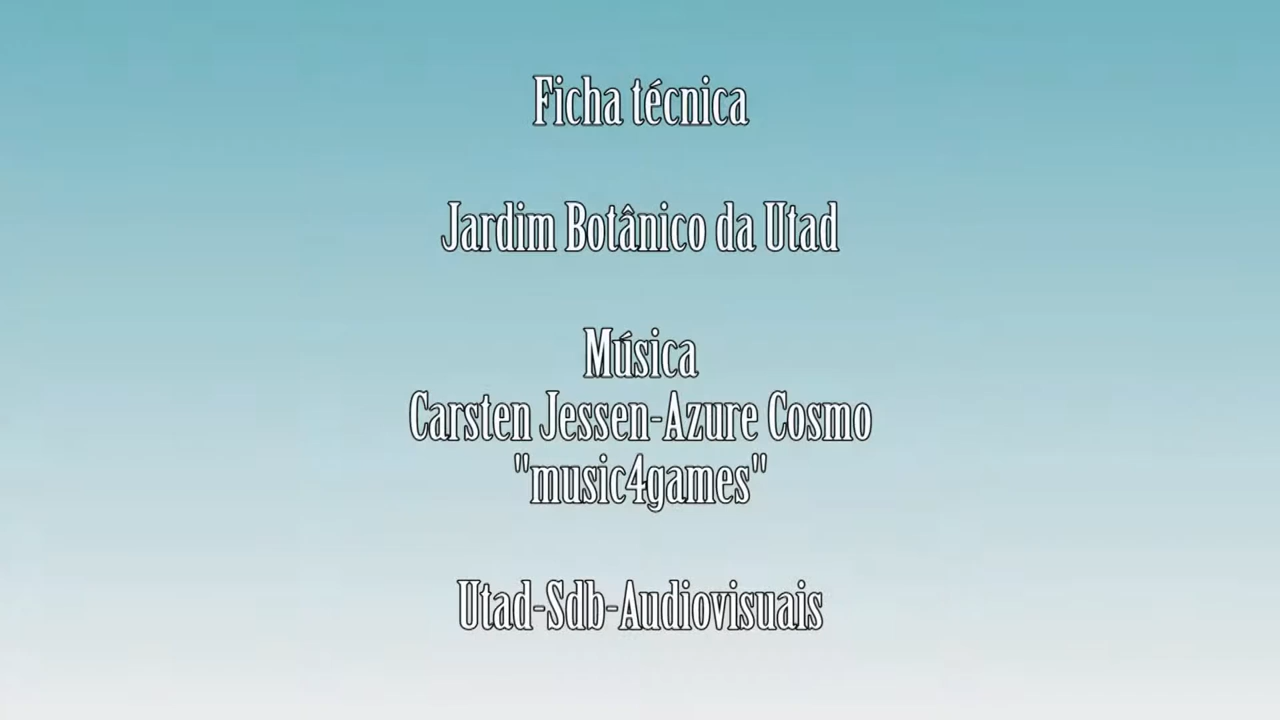 Ficha técnica
Jardim Botânico da Utad
Música
Carsten Jessen-Azure Cosmo
"music4games"
Utad-Sdb-Audiovisuais